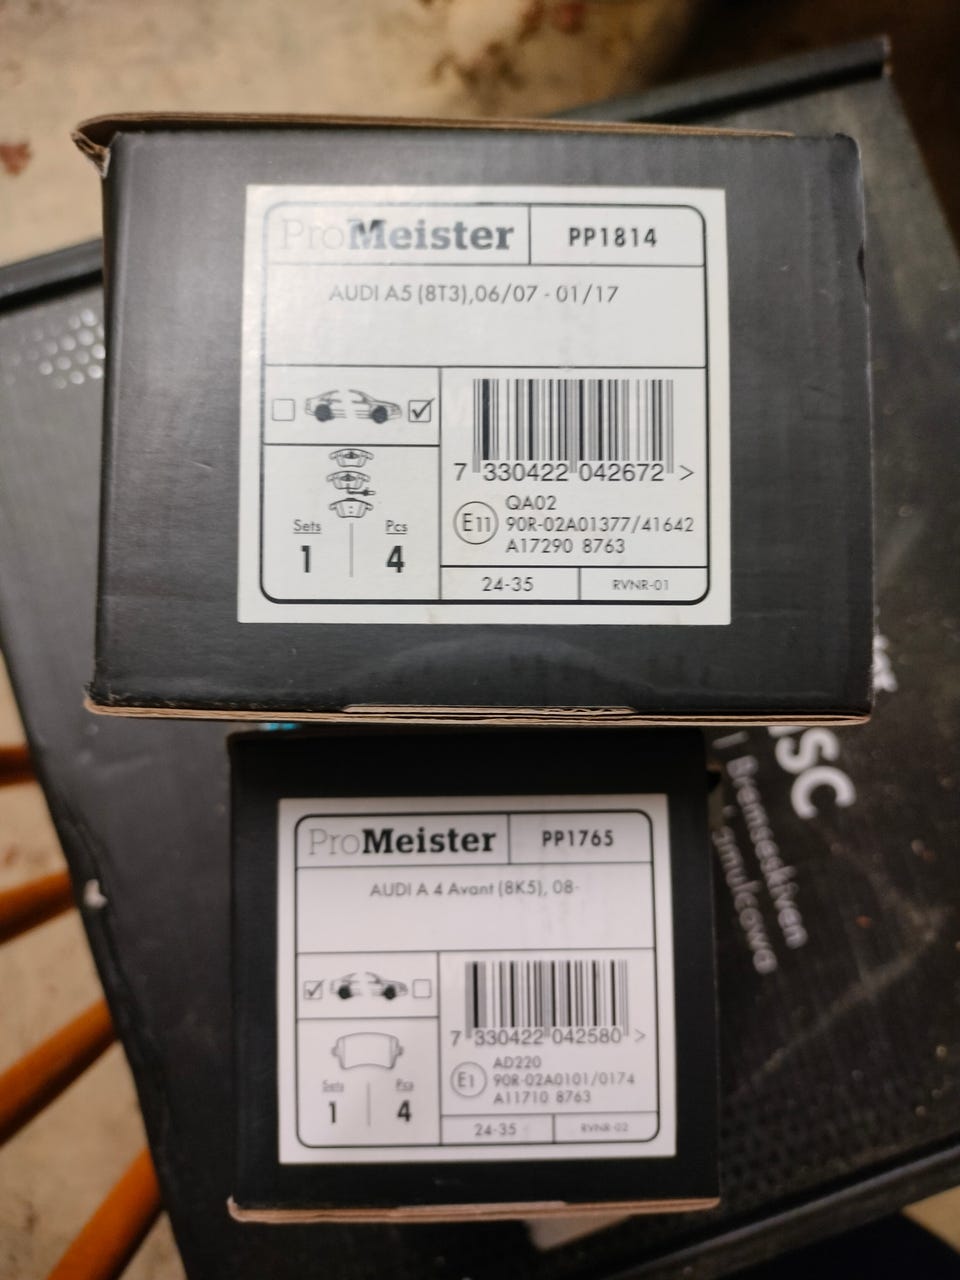 ProMeister
PP1814
AUDI A5 (8T3),06/07 - 01/17
7 330422 042672 >
QA02
E11
90R-02A01377/41642
A17290 8763
Sets
Pcs
1
4
24-35
RVNR-01
ProMeister
PP1765
AUDI A 4 Avant (8K5), 08-
7 330422 042580 >
AD220
E1
90R-02A0101/0174
A11710 8763
Sets
Pcs
1
4
24-35
RVNR-02
Bremseskiven